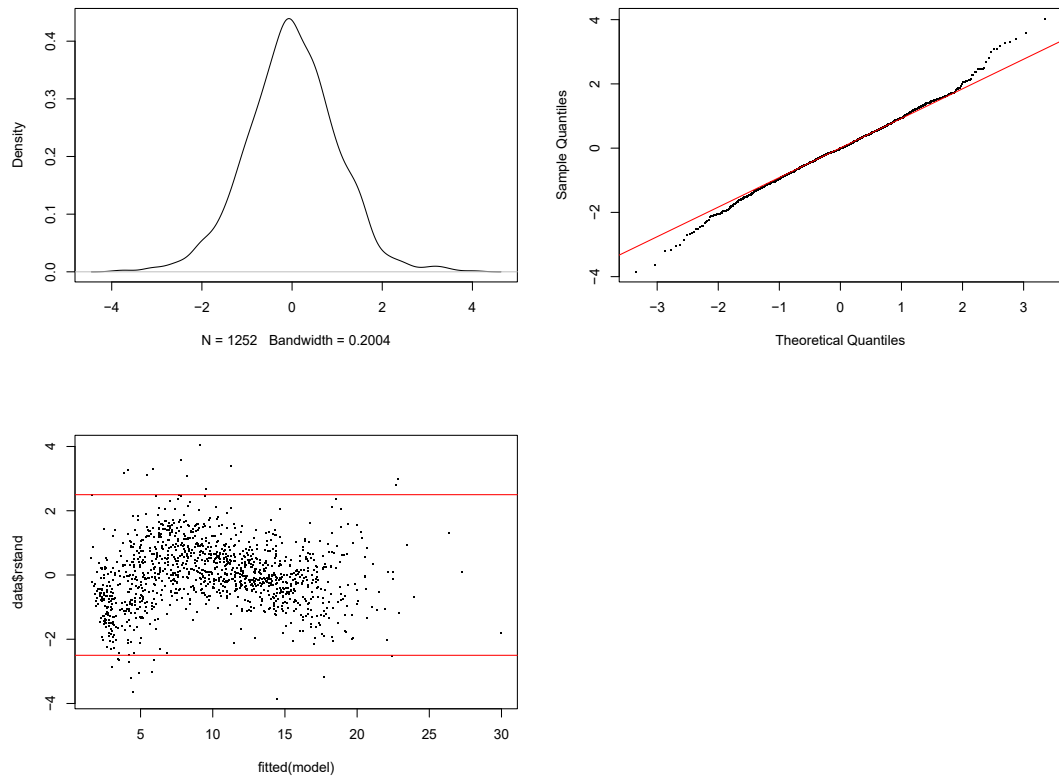 Density
0.0 0.1 0.2 0.3 0.4
−4 −2 0 2 4
N = 1252 Bandwidth = 0.2004
Sample Quantiles
−4 −2 0 2 4
−3 −2 −1 0 1 2 3
Theoretical Quantiles
data$rstand
−4 −2 0 2 4
5 10 15 20 25 30
fitted(model)